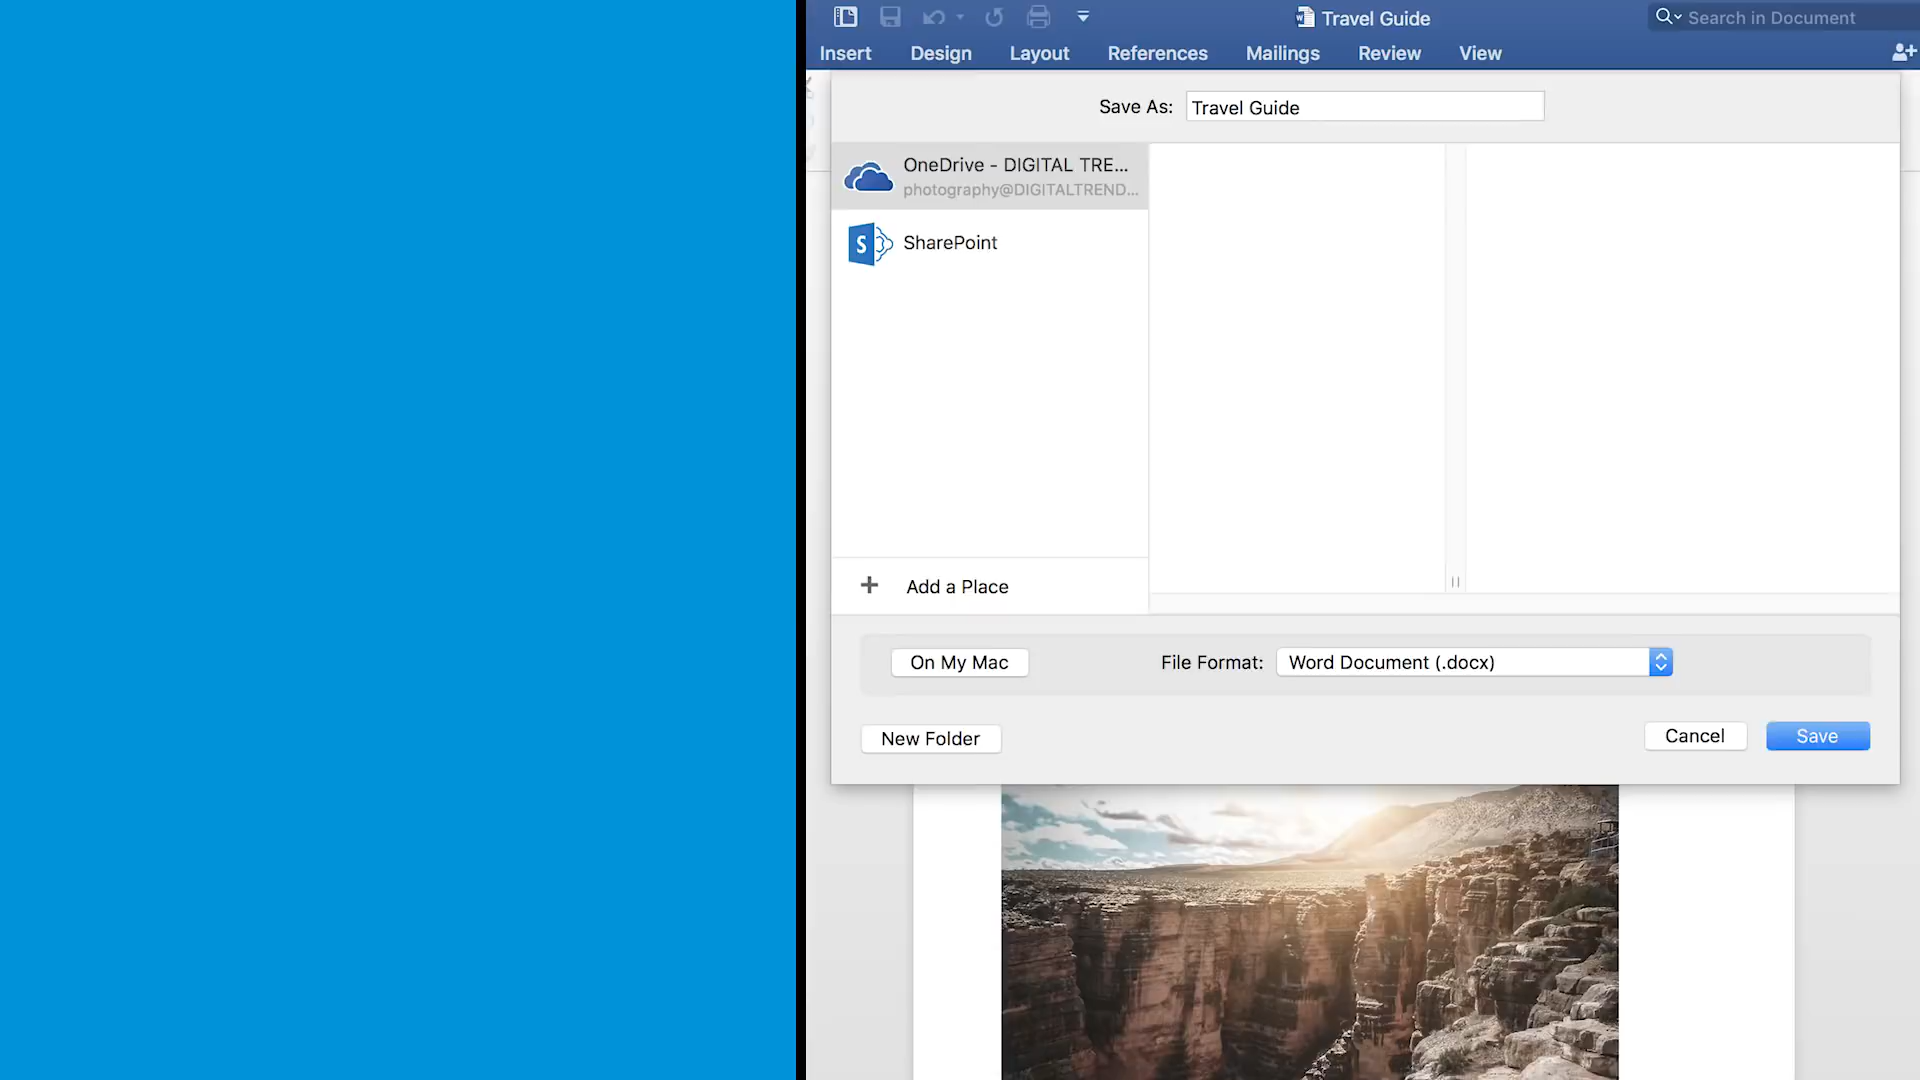 Travel Guide
Search in Document
Insert Design Layout References Mailings Review View
Save As: Travel Guide
OneDrive - DIGITAL TRE...
photography@DIGITALTREND...
S SharePoint
+ Add a Place
On My Mac File Format: Word Document (.docx)
New Folder Cancel Save